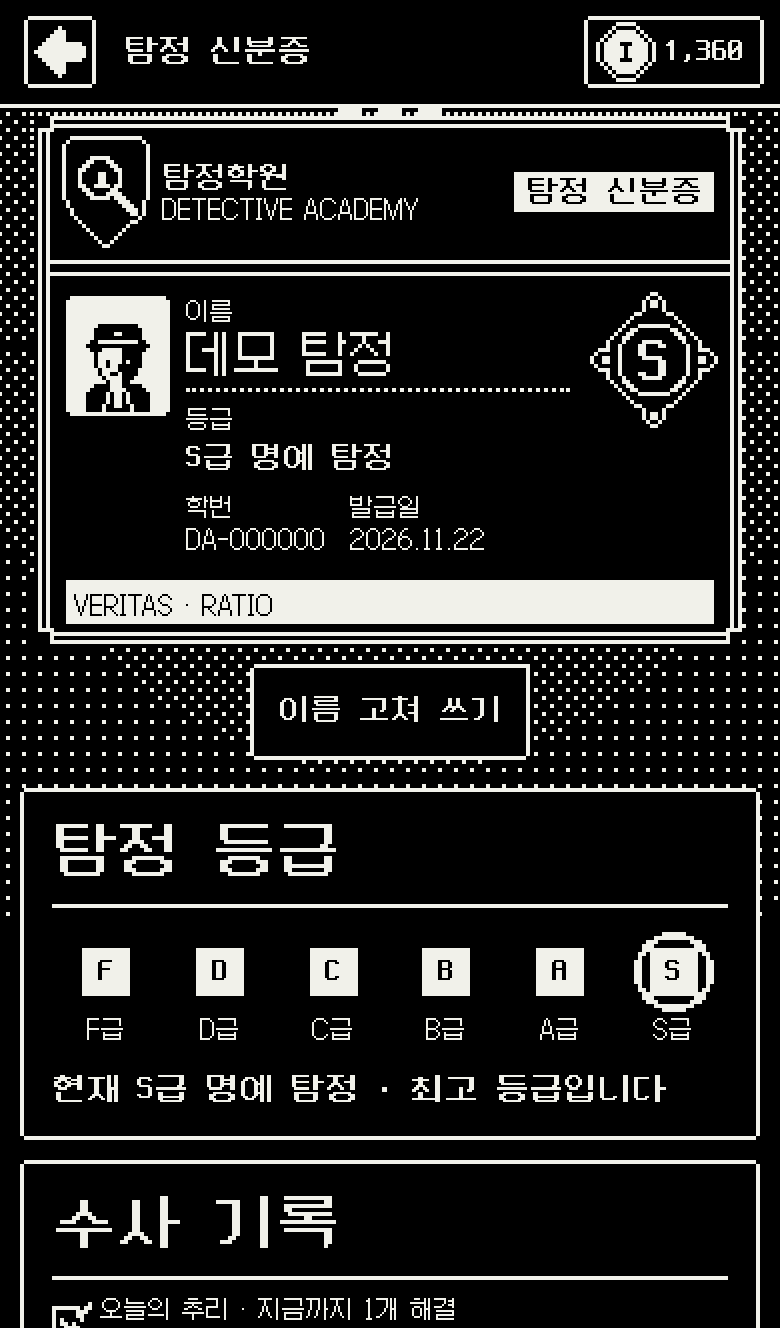 탐정 신분증
I 1,360
탐정학원
DETECTIVE ACADEMY
탐정 신분증
이름
데모 탐정
S
등급
S급 명예 탐정
학번 발급일
DA-000000 2026.11.22
VERITAS · RATIO
이름 고쳐 쓰기
탐정 등급
F D C B A S
F급 D급 C급 B급 A급 S급
현재 S급 명예 탐정 · 최고 등급입니다
수사 기록
오늘의 추리 · 지금까지 1개 해결